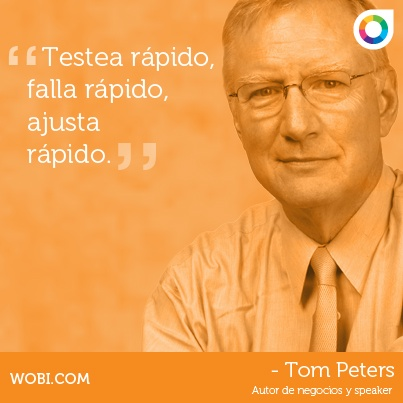 “Testea rápido,
falla rápido,
ajusta
rápido.”
- Tom Peters
WOBI.COM
Autor de negocios y speaker